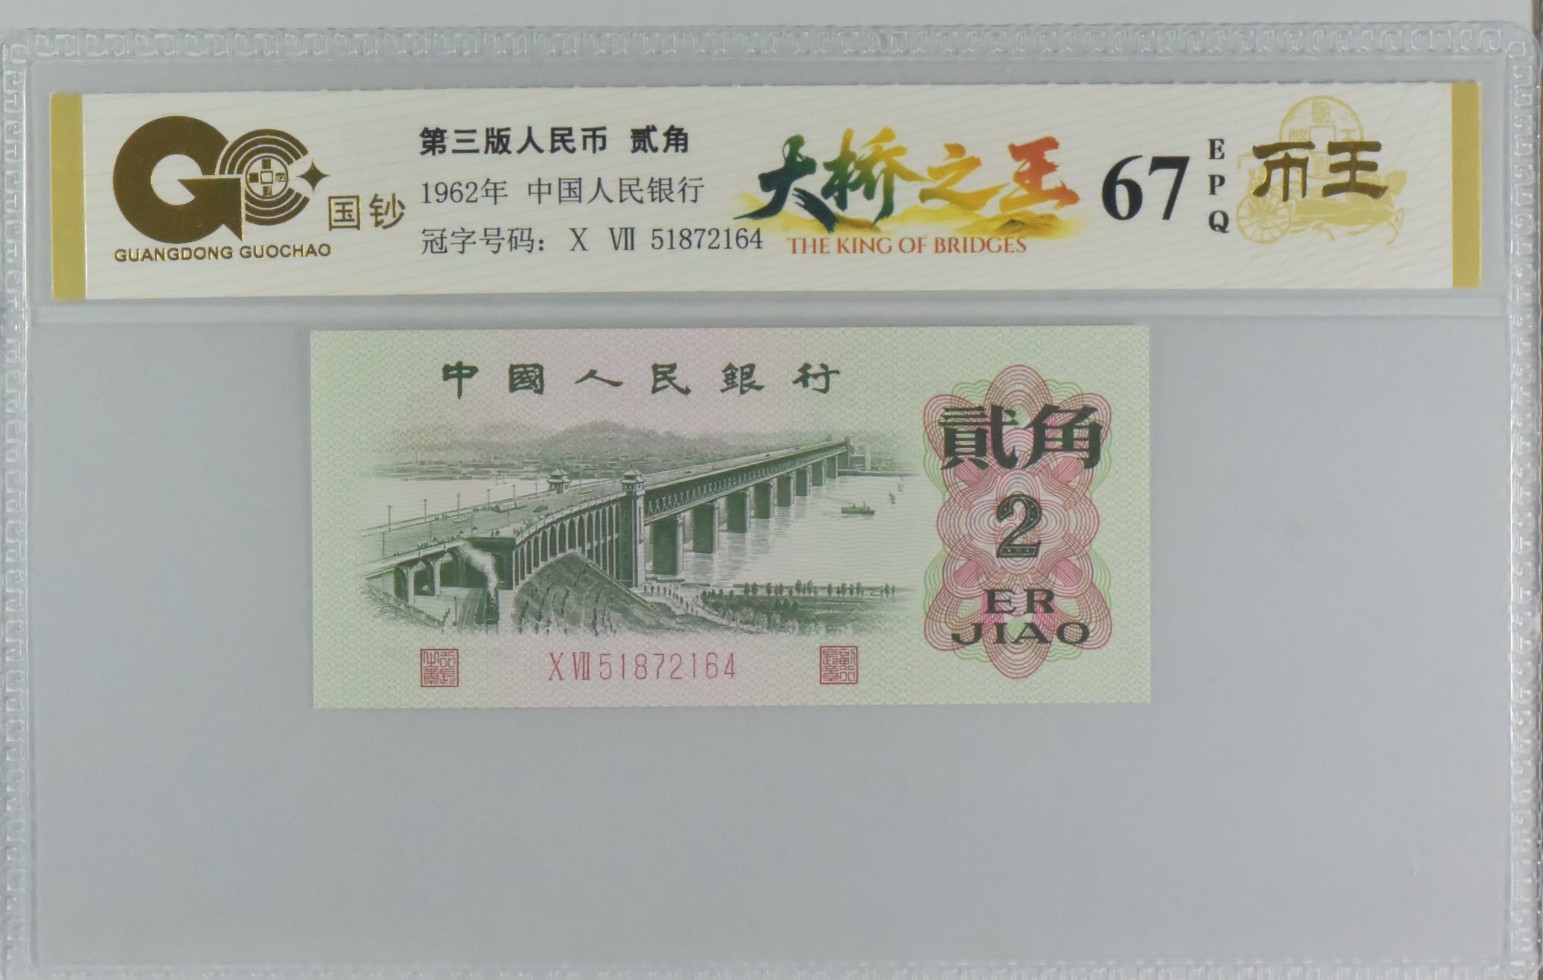 国钞
GUANGDONG GUOCHAO
第三版人民币 贰角
1962年 中国人民银行
冠字号码: X Ⅶ 51872164
大桥之王
THE KING OF BRIDGES
67
EPQ
币王
中國人民銀行
貳角
2
ER
JIAO
X Ⅶ 51872164